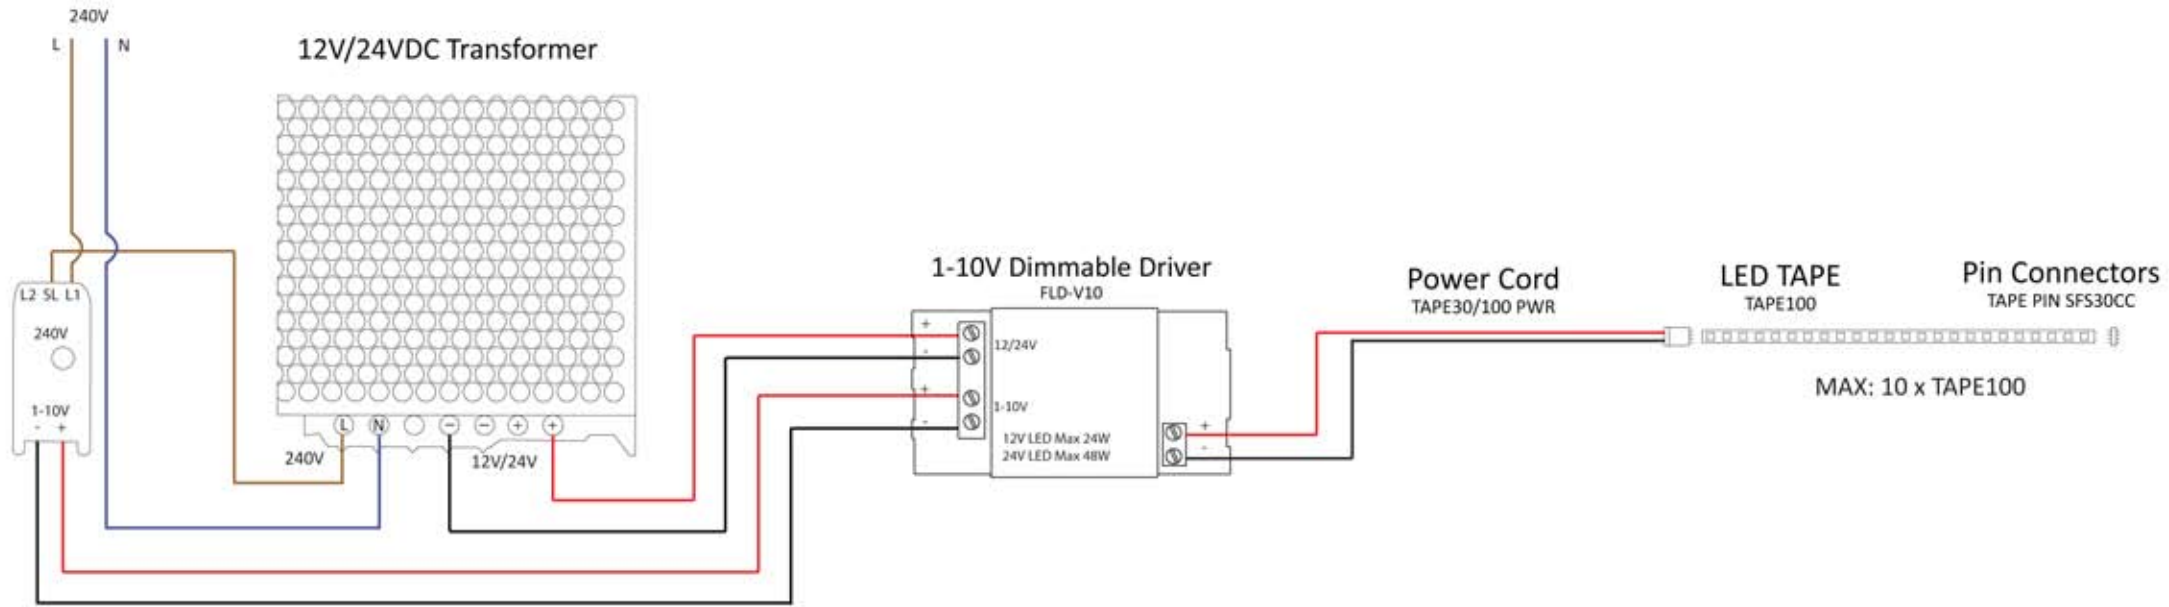 240V
L N
12V/24VDC Transformer
L2 SL L1
240V
1-10V
- +
L N - - + +
240V
12V/24V
1-10V Dimmable Driver
FLD-V10
+
12/24V
-
+
1-10V
-
12V LED Max 24W
24V LED Max 48W
+
-
Power Cord
TAPE30/100 PWR
LED TAPE
TAPE100
Pin Connectors
TAPE PIN SFS30CC
MAX: 10 x TAPE100